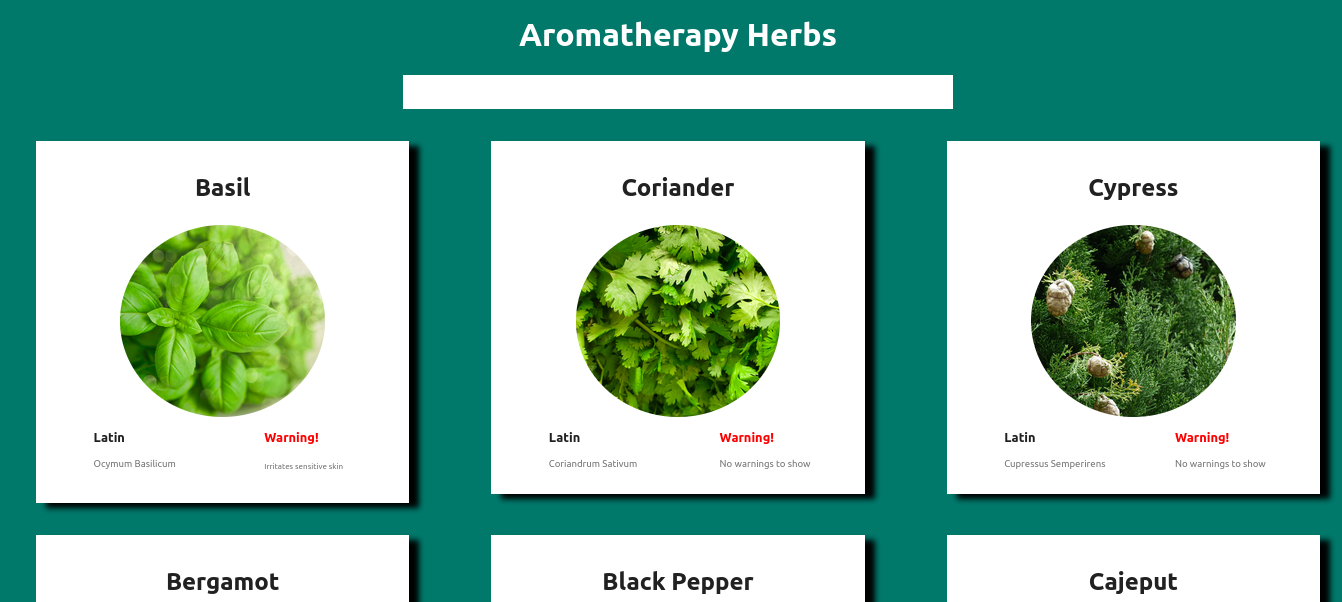 Aromatherapy Herbs
Basil
Coriander
Cypress
Latin
Warning!
Ocymum Basilicum
Irritates sensitive skin
Latin
Warning!
Coriandrum Sativum
No warnings to show
Latin
Warning!
Cupressus Semperirens
No warnings to show
Bergamot
Black Pepper
Cajeput